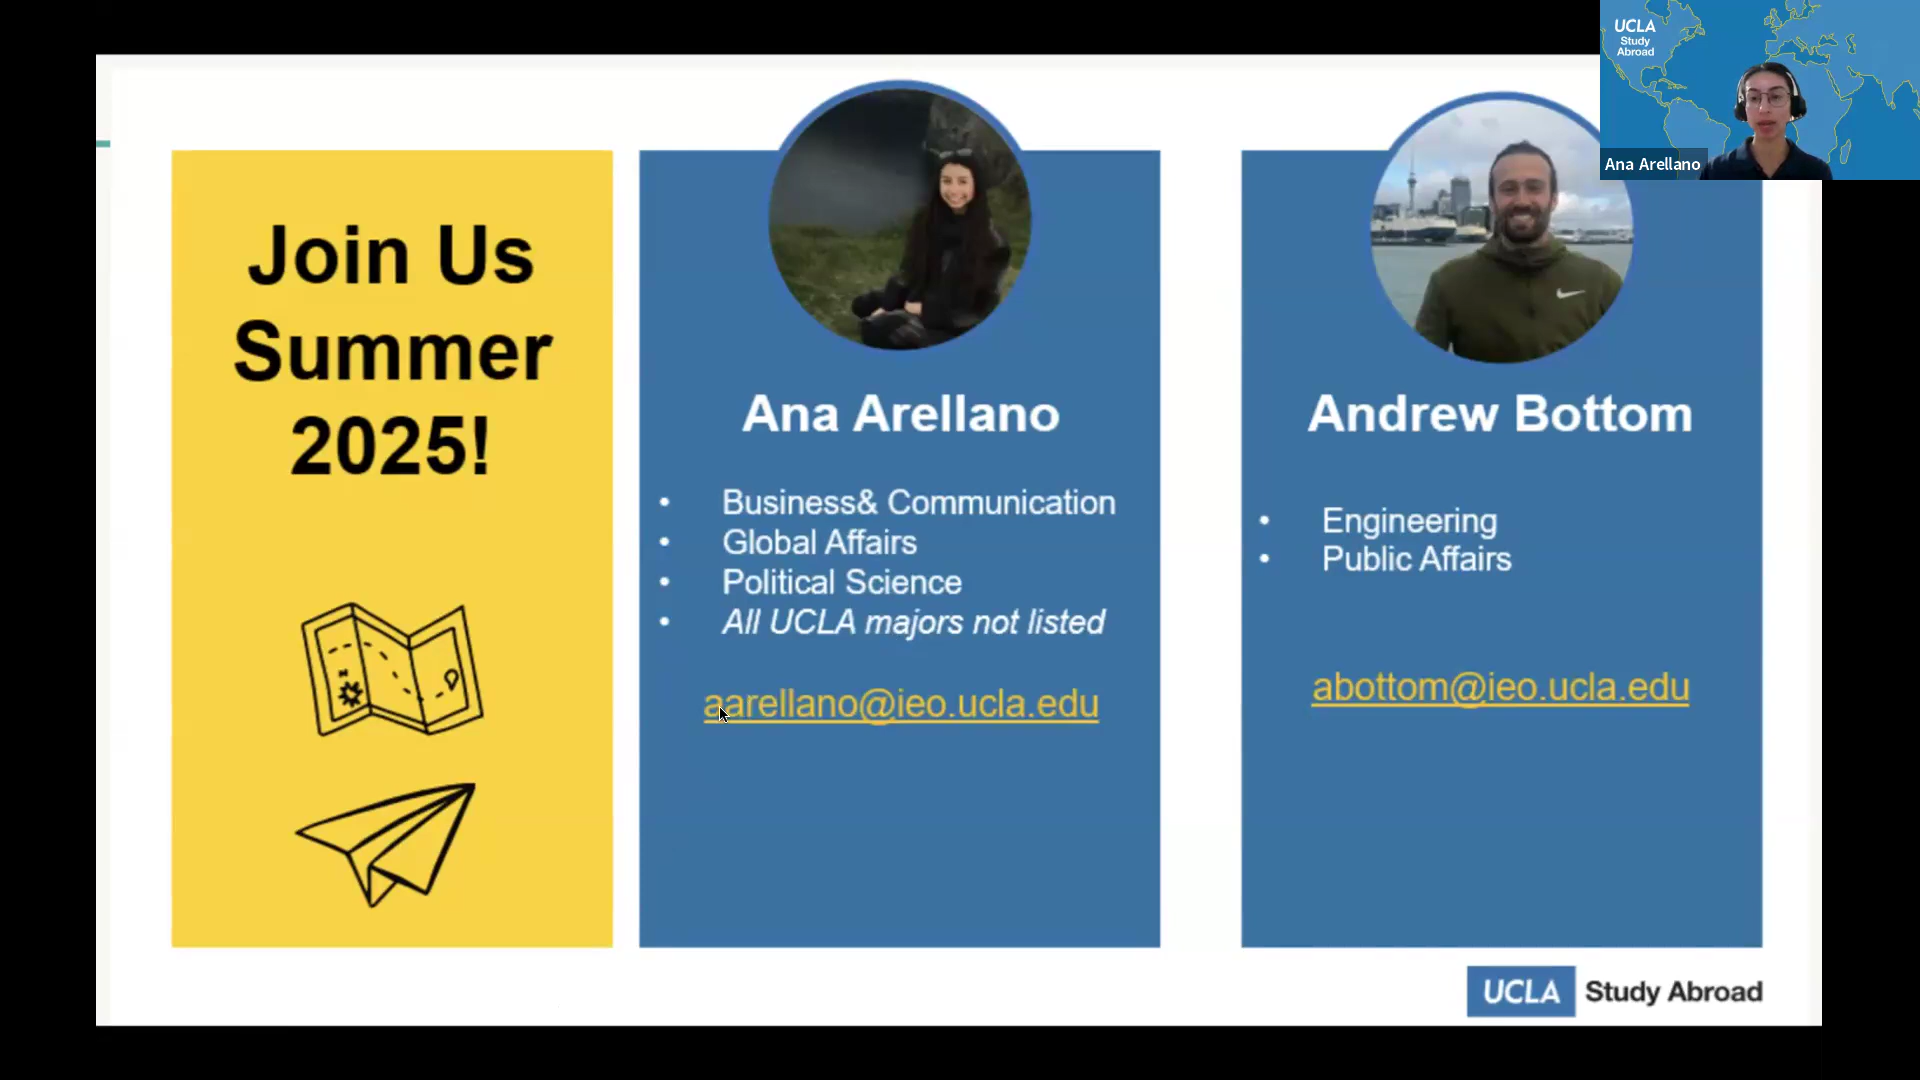 UCLA
Study
Abroad
Ana Arellano
Join Us
Summer
2025!
Ana Arellano
• Business& Communication
• Global Affairs
• Political Science
• All UCLA majors not listed
aarellano@ieo.ucla.edu
Andrew Bottom
• Engineering
• Public Affairs
abottom@ieo.ucla.edu
UCLA Study Abroad